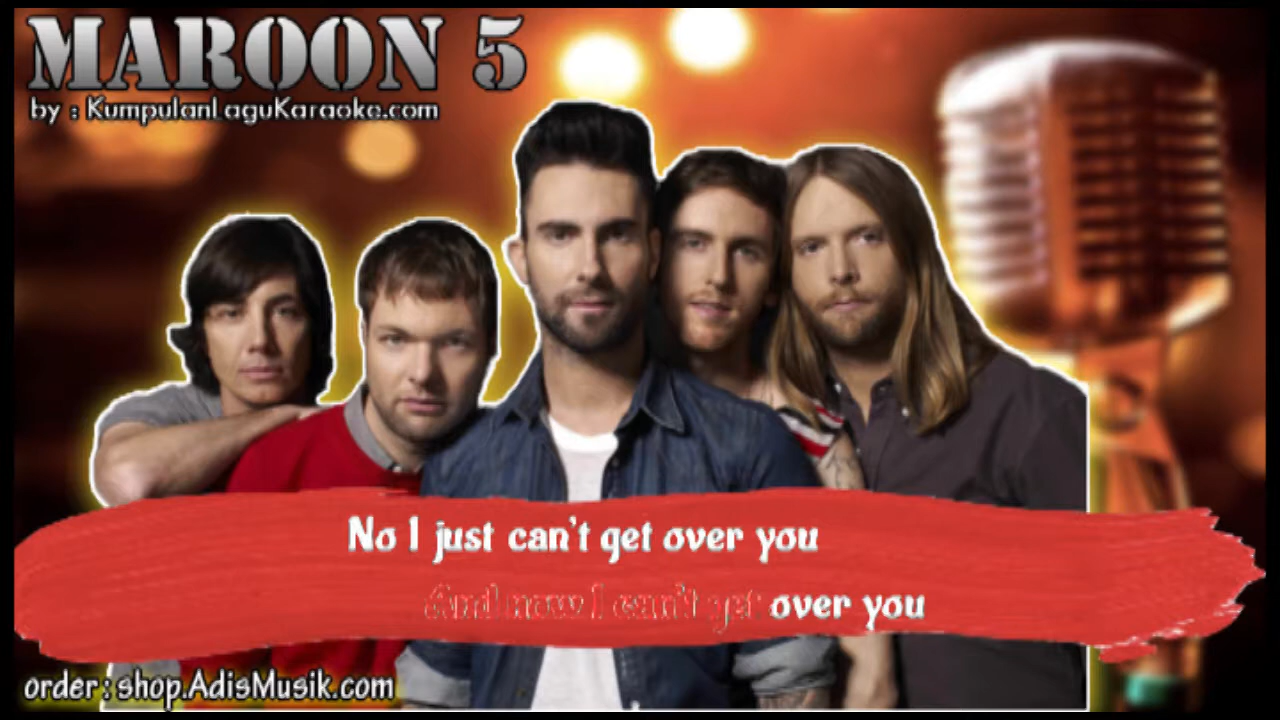 MAROON 5
by : KumpulanLaguKaraoke.com
No I just can't get over you
And now I can't get over you
order : shop.AdisMusik.com